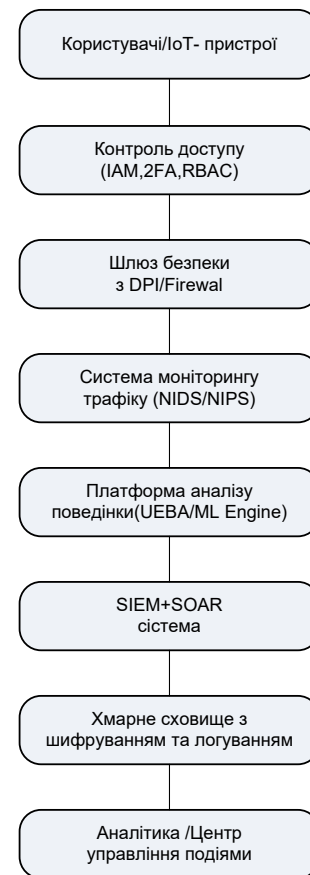 Користувачі/IoT- пристрої
Контроль доступу
(IAM,2FA,RBAC)
Шлюз безпеки
з DPI/Firewal
Система моніторингу
трафіку (NIDS/NIPS)
Платформа аналізу
поведінки(UEBA/ML Engine)
SIEM+SOAR
сістема
Хмарне сховище з
шифруванням та логуванням
Аналітика /Центр
управління подіями